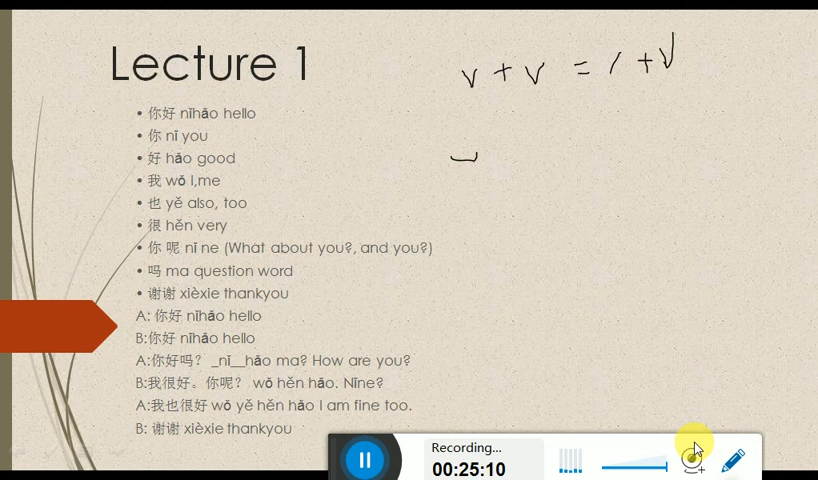 Lecture 1
v + v = / + v
• 你好 nǐhǎo hello
• 你 nǐ you
• 好 hǎo good
• 我 wǒ I,me
• 也 yě also, too
• 很 hěn very
• 你 呢 nǐ ne (What about you?, and you?)
• 吗 ma question word
• 谢谢 xièxie thankyou
A: 你好 nǐhǎo hello
B:你好 nǐhǎo hello
A:你好吗? _nǐ__hǎo ma? How are you?
B:我很好。你呢? wǒ hěn hǎo. Nǐne?
A:我也很好 wǒ yě hěn hǎo I am fine too.
B: 谢谢 xièxie thankyou
Recording...
00:25:10